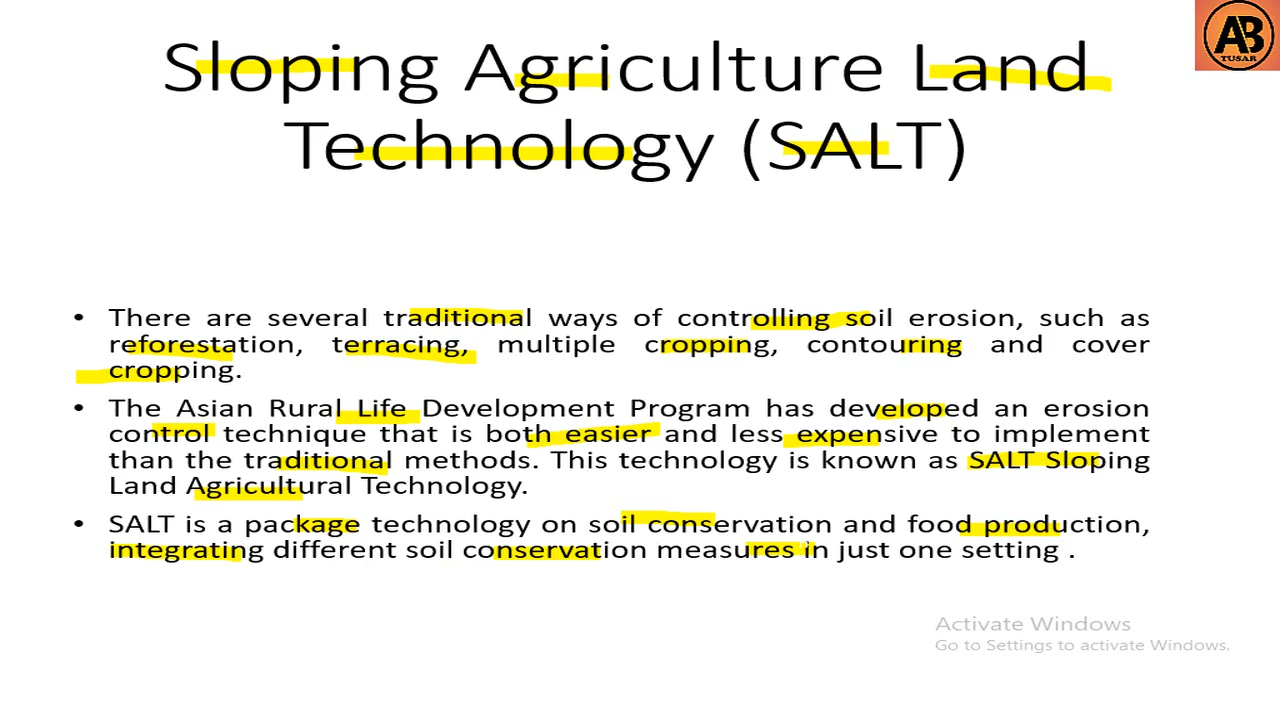 AB
TUSAR
Sloping Agriculture Land
Technology (SALT)
• There are several traditional ways of controlling soil erosion, such as
reforestation, terracing, multiple cropping, contouring and cover
cropping.
• The Asian Rural Life Development Program has developed an erosion
control technique that is both easier and less expensive to implement
than the traditional methods. This technology is known as SALT Sloping
Land Agricultural Technology.
• SALT is a package technology on soil conservation and food production,
integrating different soil conservation measures in just one setting .
Activate Windows
Go to Settings to activate Windows.